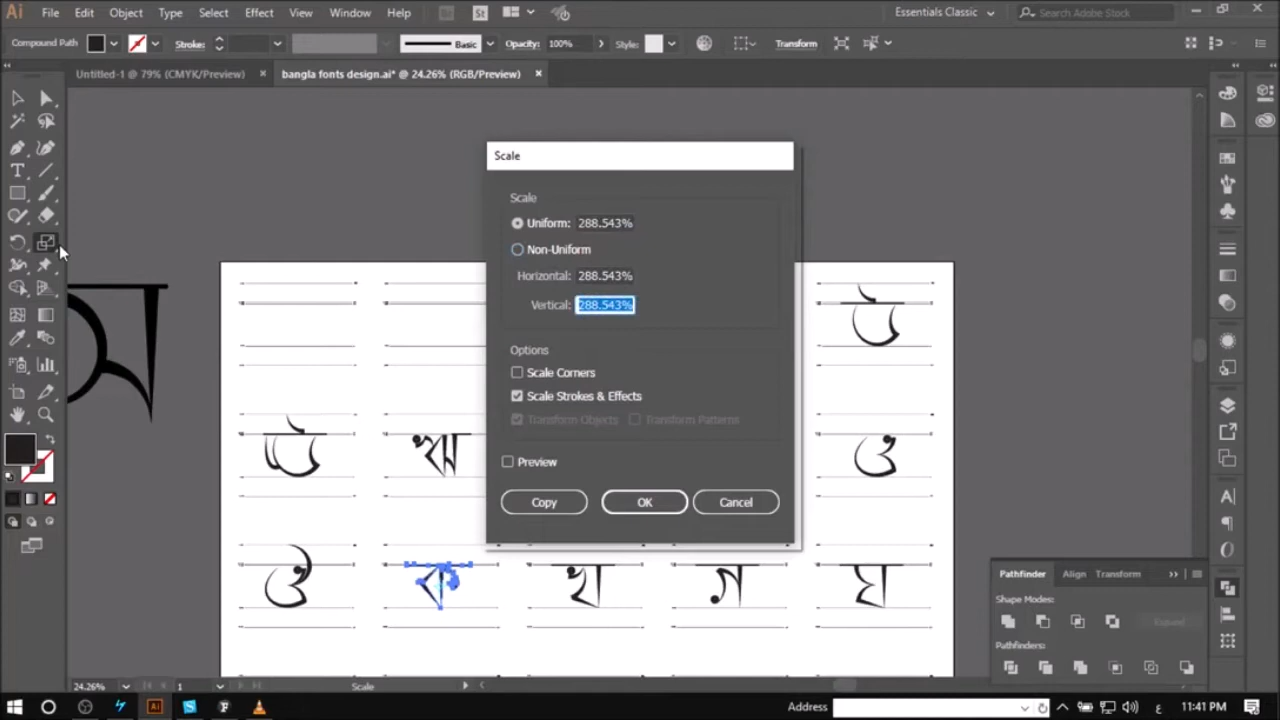 Ai File Edit Object Type Select Effect View Window Help Br St Essentials Classic Search Adobe Stock
Compound Path Stroke: Basic Opacity: 100% Style: Transform
Untitled-1 @ 79% (CMYK/Preview) × bangla fonts design.ai* @ 24.26% (RGB/Preview) ×
Scale
Scale
Uniform: 288.543%
Non-Uniform
Horizontal: 288.543%
Vertical: 288.543%
Options
Scale Corners
Scale Strokes & Effects
Transform Objects Transform Patterns
Preview
Copy OK Cancel
ঋ ও
ঔ ক খ গ ঘ
Pathfinder Align Transform
Shape Modes:
Expand
Pathfinders:
24.26% 1 Scale
Address ع 11:41 PM